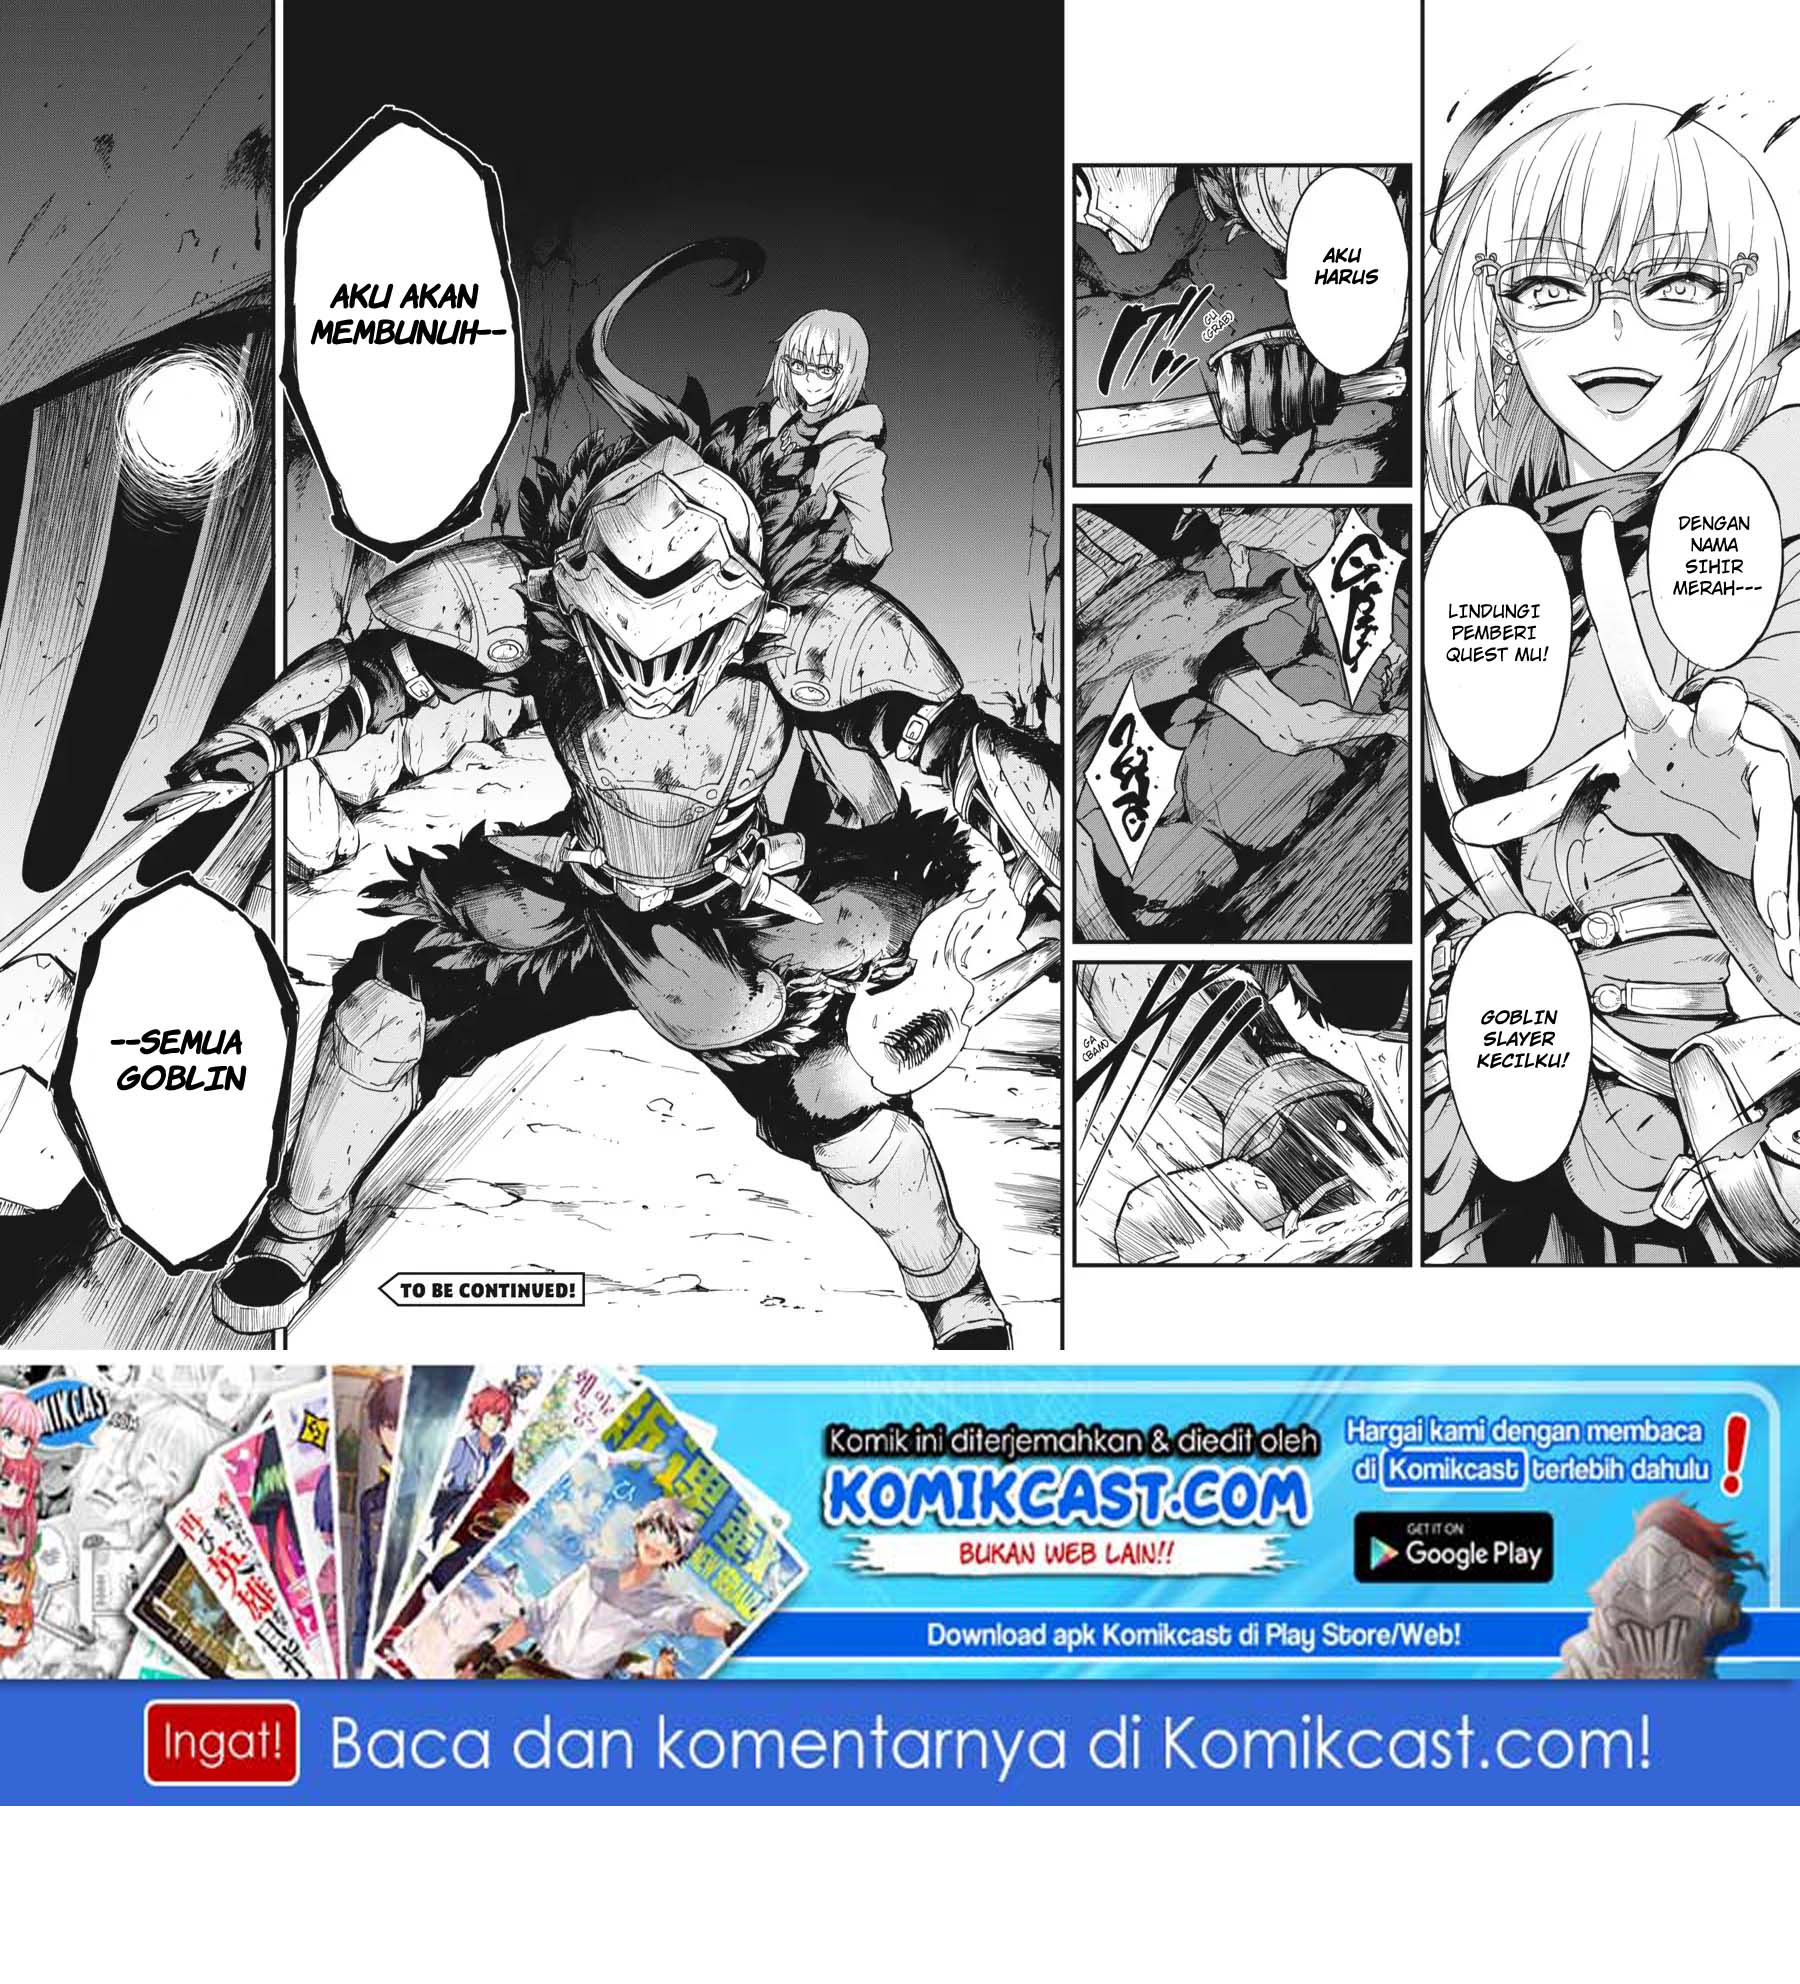 DENGAN
NAMA
SIHIR
MERAH---
LINDUNGI
PEMBERI
QUEST MU!
GOBLIN
SLAYER
KECILKU!
AKU
HARUS
GU
(GRAB)
GA
(BAM)
AKU AKAN
MEMBUNUH--
--SEMUA
GOBLIN
TO BE CONTINUED!
Komik ini diterjemahkan & diedit oleh
KOMIKCAST.COM
BUKAN WEB LAIN!!
Hargai kami dengan membaca
di Komikcast terlebih dahulu !
GET IT ON
Google Play
Download apk Komikcast di Play Store/Web!
Ingat! Baca dan komentarnya di Komikcast.com!